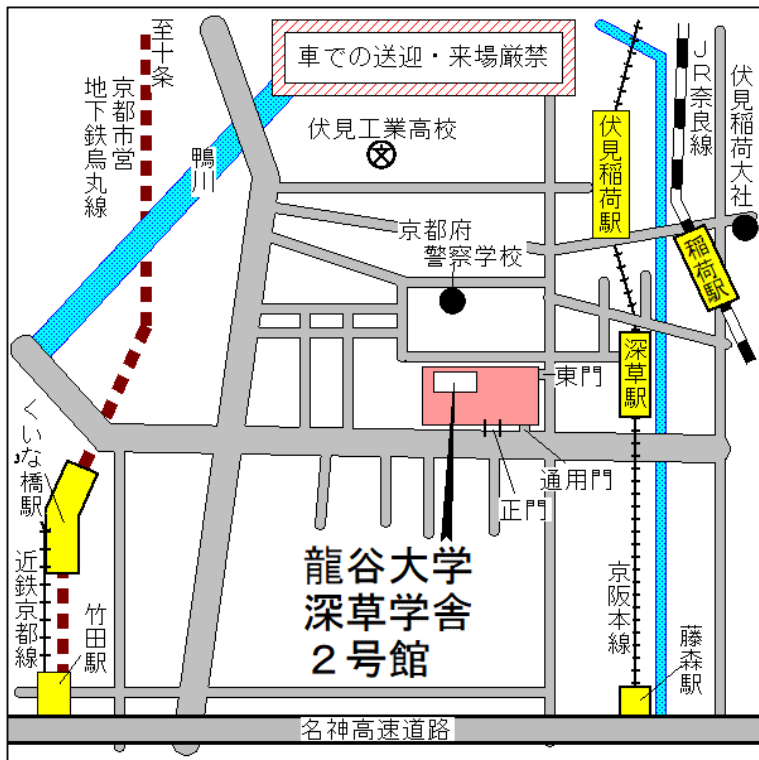 車での送迎・来場厳禁
至十条
京都市営
地下鉄烏丸線
鴨川
伏見工業高校
伏見稲荷駅
JR奈良線
伏見稲荷大社
稲荷駅
京都府
警察学校
深草駅
東門
通用門
正門
くいな橋駅
近鉄京都線
竹田駅
龍谷大学
深草学舎
２号館
京阪本線
藤森駅
名神高速道路